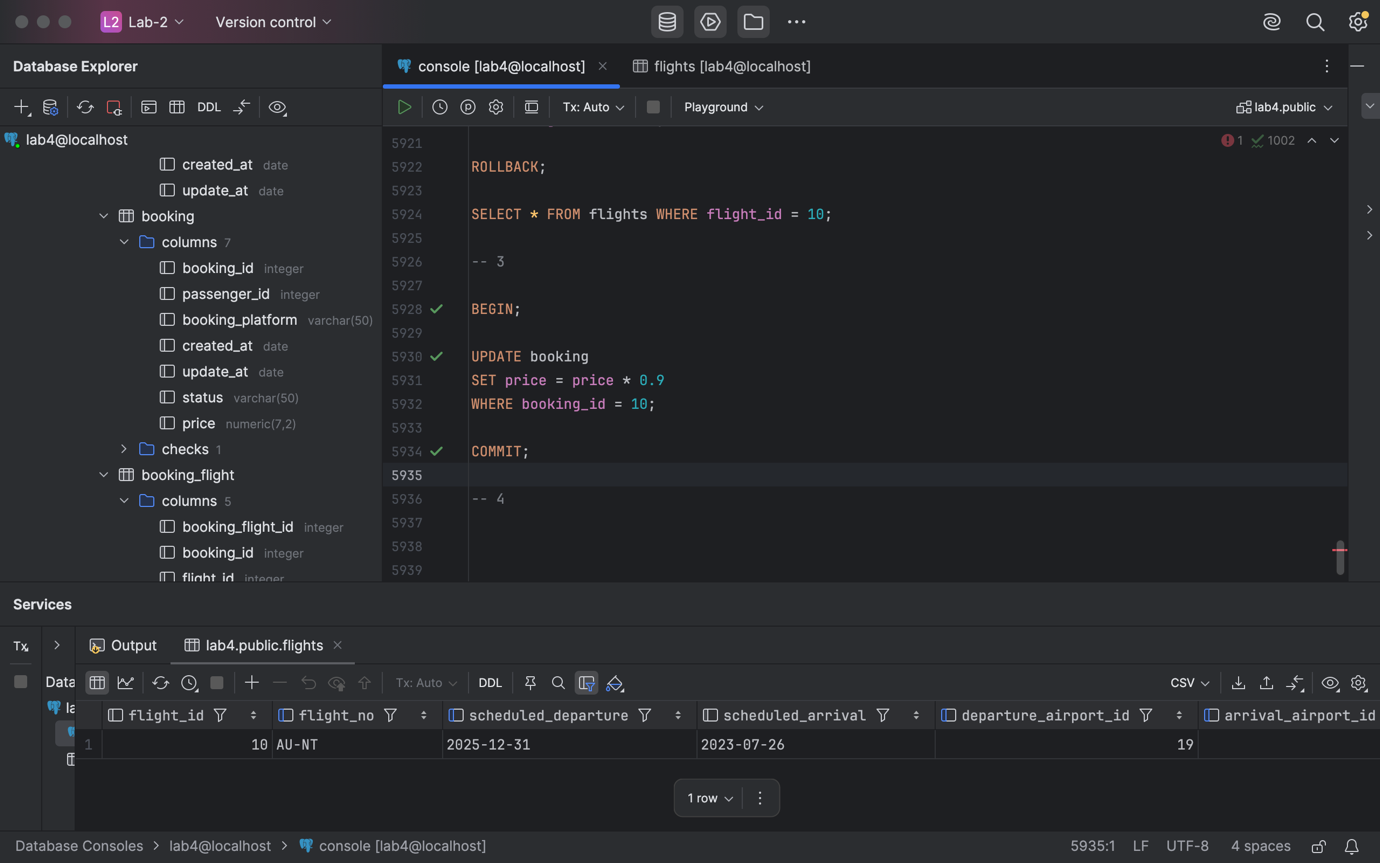 L2 Lab-2 Version control
Database Explorer
console [lab4@localhost]
flights [lab4@localhost]
DDL
Tx: Auto
Playground
lab4.public
lab4@localhost
created_at date
update_at date
booking
columns 7
booking_id integer
passenger_id integer
booking_platform varchar(50)
created_at date
update_at date
status varchar(50)
price numeric(7,2)
checks 1
booking_flight
columns 5
booking_flight_id integer
booking_id integer
flight_id integer
1 1002
5921
5922 ROLLBACK;
5923
5924 SELECT * FROM flights WHERE flight_id = 10;
5925
5926 -- 3
5927
5928 BEGIN;
5929
5930 UPDATE booking
5931 SET price = price * 0.9
5932 WHERE booking_id = 10;
5933
5934 COMMIT;
5935
5936 -- 4
5937
5938
5939
Services
Tx
Output
lab4.public.flights
Data
la
Tx: Auto
DDL
CSV
flight_id flight_no scheduled_departure scheduled_arrival departure_airport_id arrival_airport_id
1 10 AU-NT 2025-12-31 2023-07-26 19
1 row
Database Consoles > lab4@localhost > console [lab4@localhost]
5935:1 LF UTF-8 4 spaces